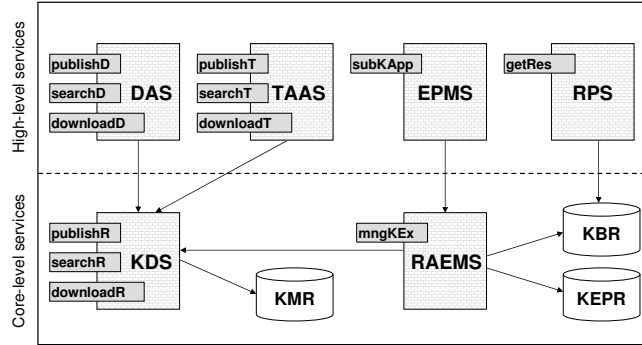 High-level services
publishD
searchD
downloadD
DAS
publishT
searchT
downloadT
TAAS
subKApp
EPMS
getRes
RPS
Core-level services
publishR
searchR
downloadR
KDS
KMR
mngKEx
RAEMS
KBR
KEPR